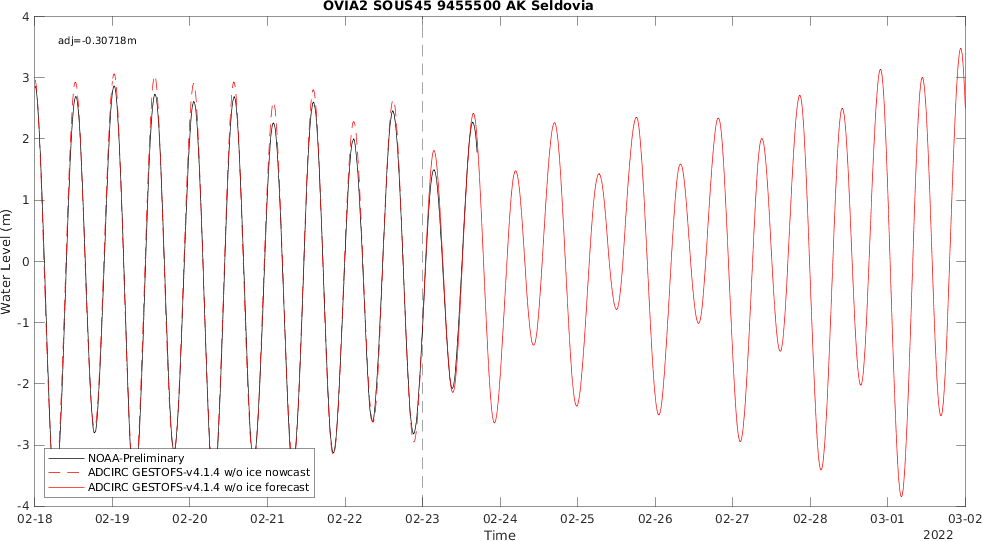 OVIA2 SOUS45 9455500 AK Seldovia
adj=-0.30718m
4
3
2
1
0
-1
-2
-3
-4
Water Level (m)
NOAA-Preliminary
ADCIRC GESTOFS-v4.1.4 w/o ice nowcast
ADCIRC GESTOFS-v4.1.4 w/o ice forecast
02-18 02-19 02-20 02-21 02-22 02-23 02-24 02-25 02-26 02-27 02-28 03-01 03-02
Time
2022